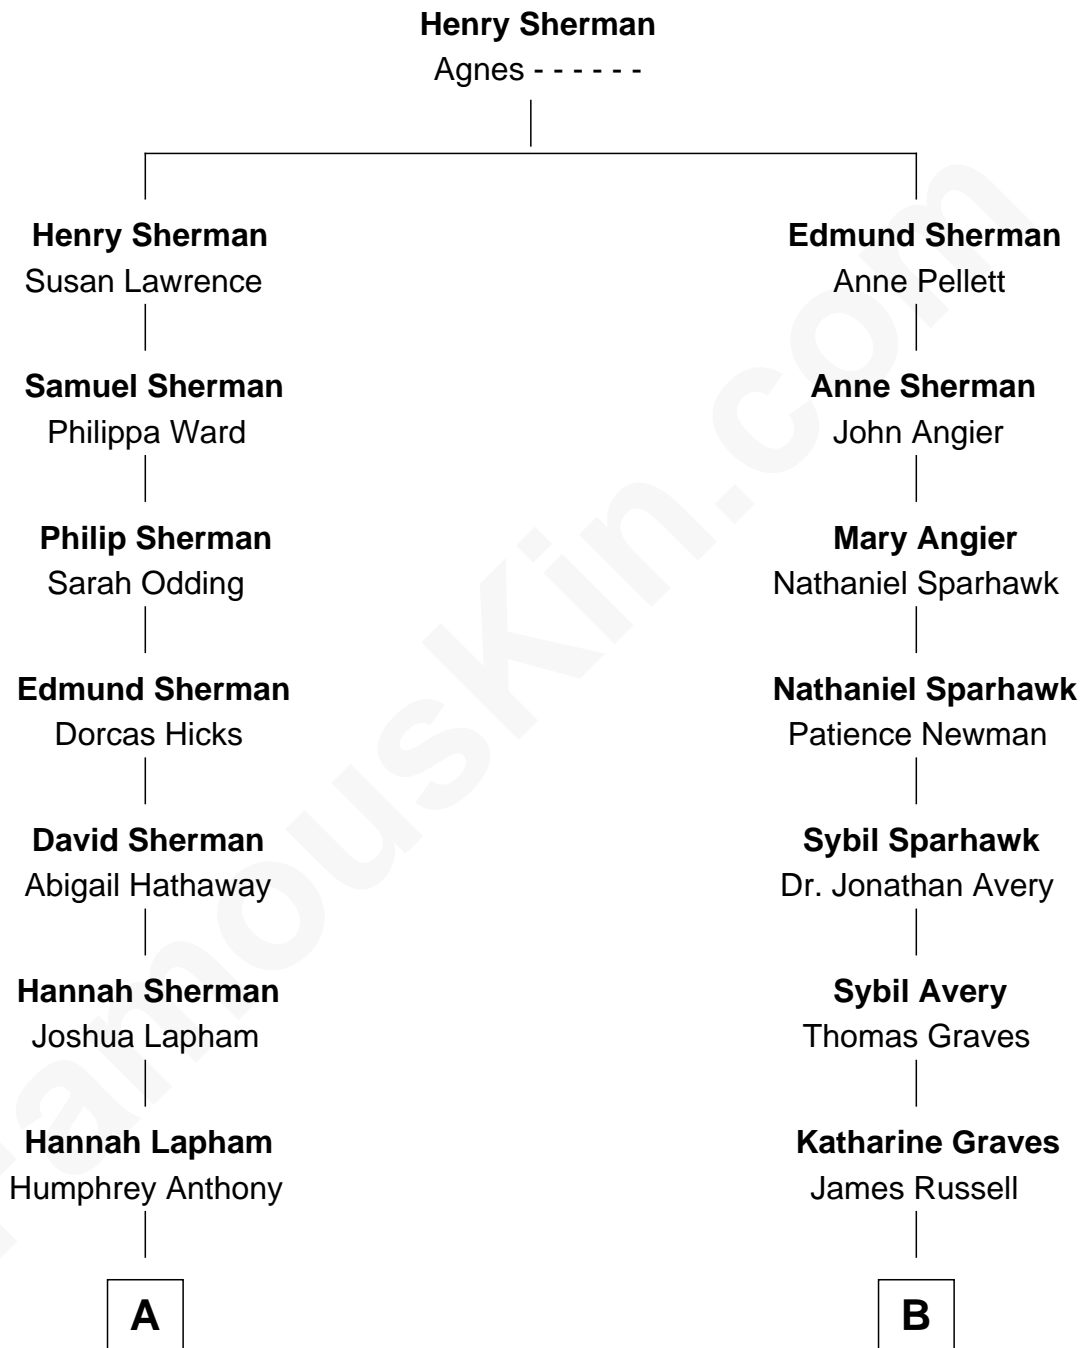 Henry Sherman
Agnes - - - - - -
Henry Sherman
Susan Lawrence
Samuel Sherman
Philippa Ward
Philip Sherman
Sarah Odding
Edmund Sherman
Dorcas Hicks
David Sherman
Abigail Hathaway
Hannah Sherman
Joshua Lapham
Hannah Lapham
Humphrey Anthony
A
Edmund Sherman
Anne Pellett
Anne Sherman
John Angier
Mary Angier
Nathaniel Sparhawk
Nathaniel Sparhawk
Patience Newman
Sybil Sparhawk
Dr. Jonathan Avery
Sybil Avery
Thomas Graves
Katharine Graves
James Russell
B
FamousKin.com